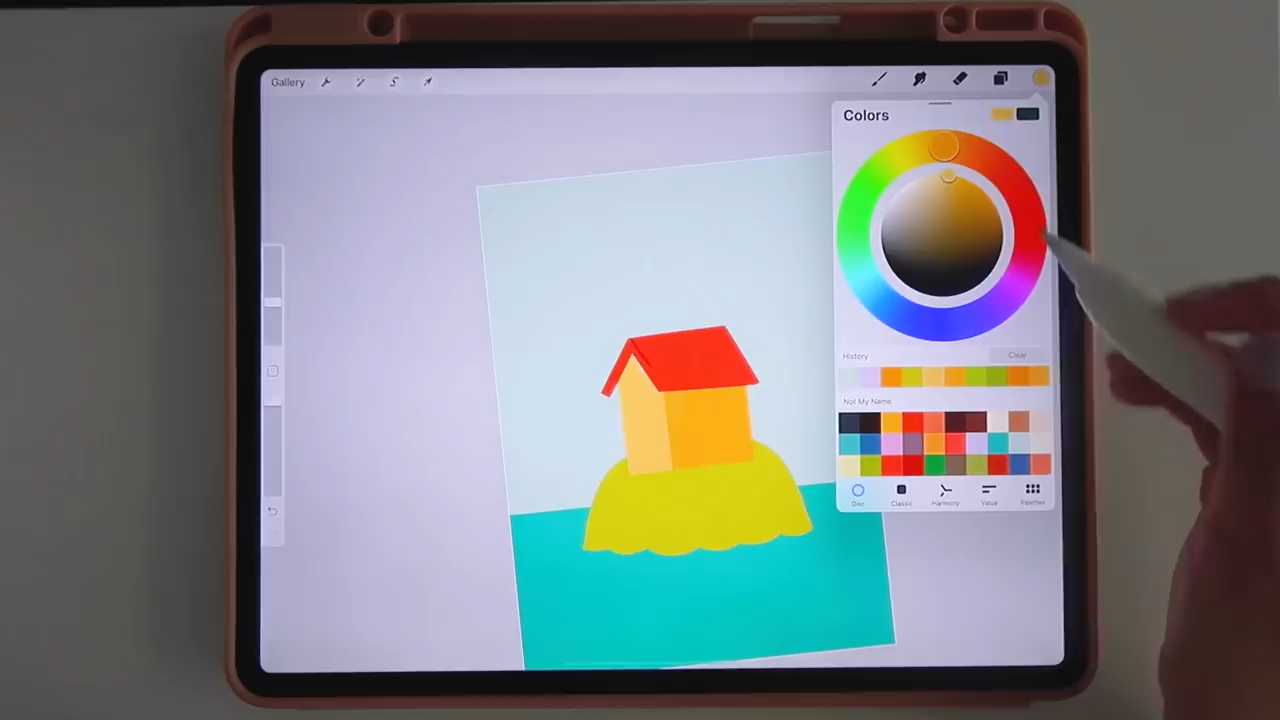 Gallery
Colors
History
Clear
Not My Name
Disc
Classic
Harmony
Value
Palettes